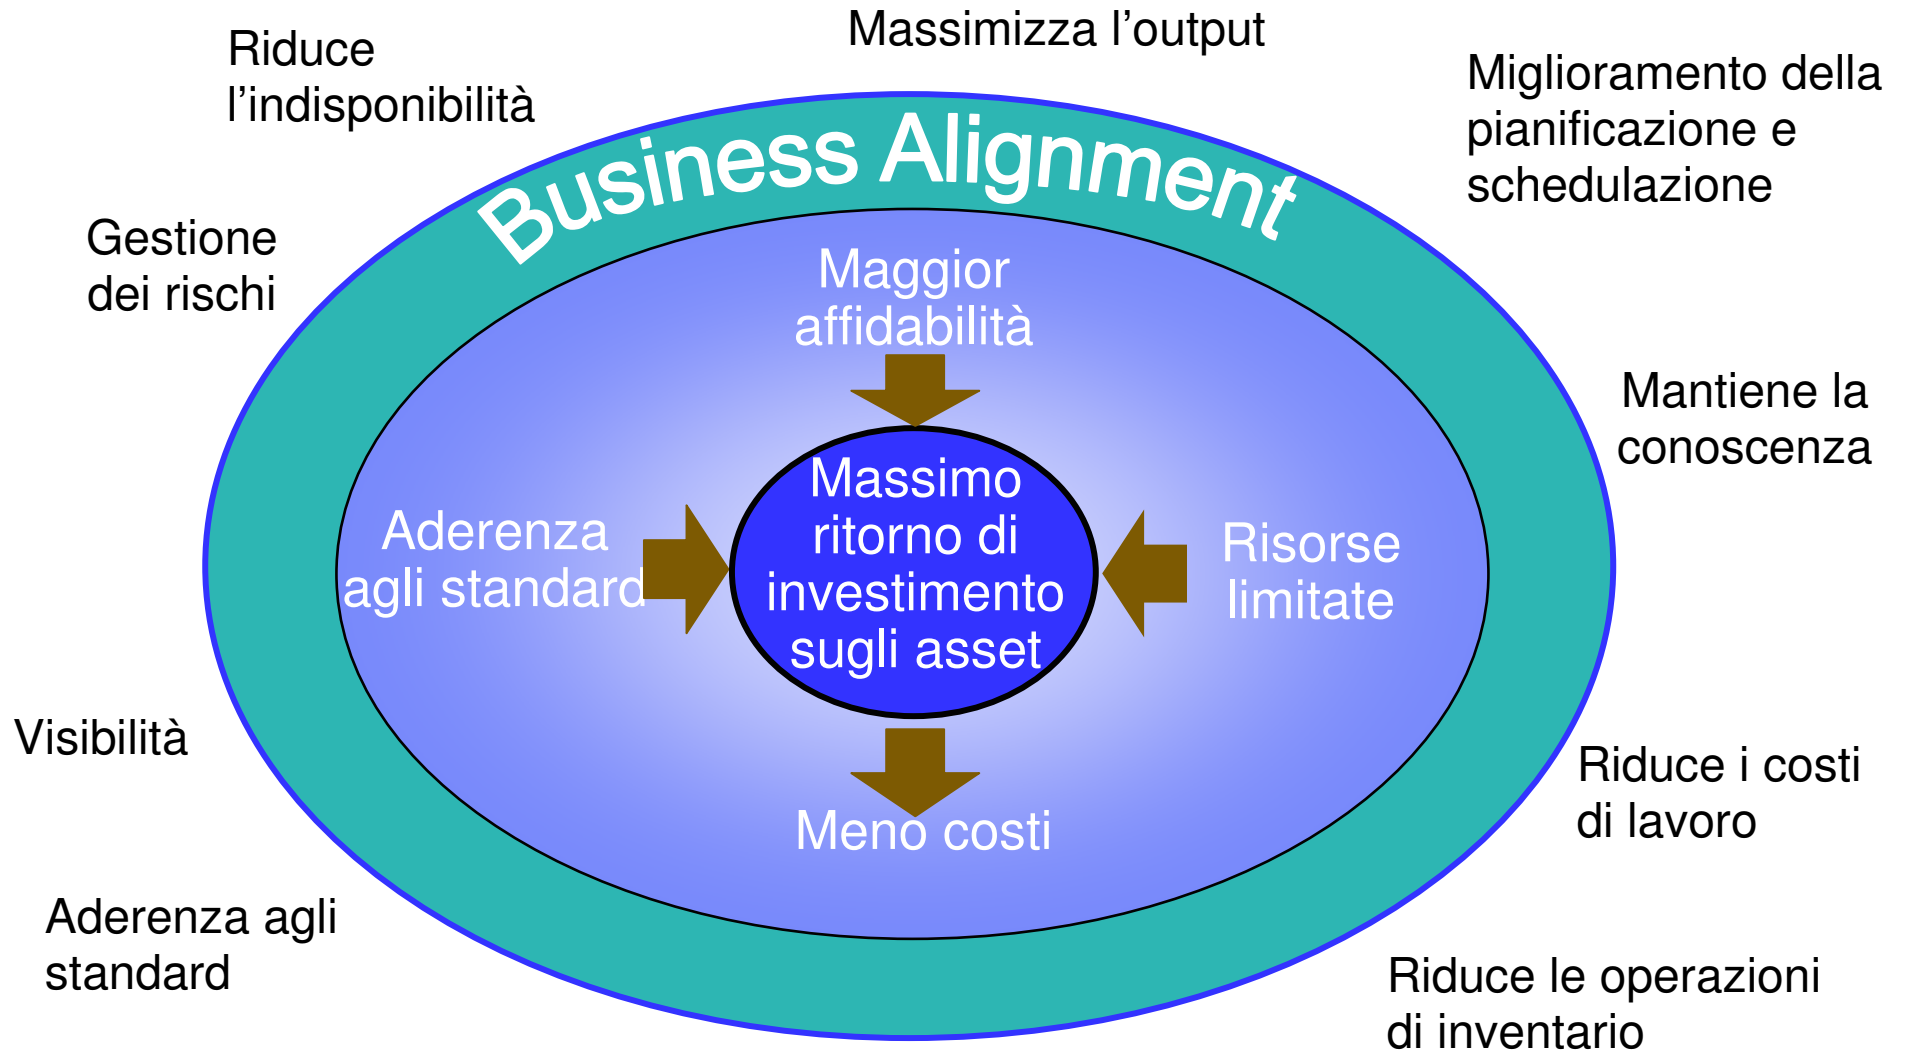 Massimizza l’output
Riduce
l’indisponibilità
Miglioramento della
pianificazione e
schedulazione
Business Alignment
Gestione
dei rischi
Maggior
affidabilità
Mantiene la
conoscenza
Massimo
ritorno di
investimento
sugli asset
Aderenza
agli standard
Risorse
limitate
Visibilità
Riduce i costi
di lavoro
Meno costi
Aderenza agli
standard
Riduce le operazioni
di inventario